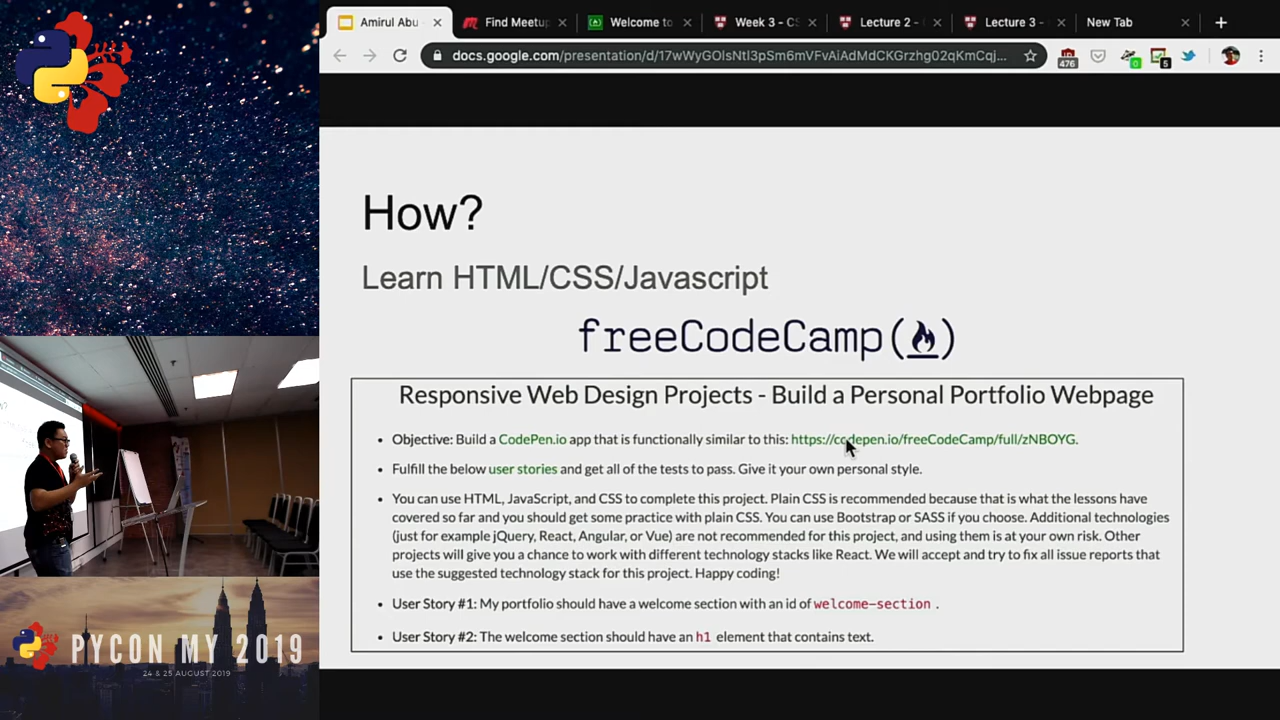 Amirul Abu
Find Meetup
Welcome to
Week 3 - CS
Lecture 2 -
Lecture 3 -
New Tab
docs.google.com/presentation/d/17wWyGOlsNtl3pSm6mVFvAiAdMdCKGrzhg02qKmCqj...
476
0
5
How?
Learn HTML/CSS/Javascript
freeCodeCamp
Responsive Web Design Projects - Build a Personal Portfolio Webpage
• Objective: Build a CodePen.io app that is functionally similar to this: https://codepen.io/freeCodeCamp/full/zNBOYG.
• Fulfill the below user stories and get all of the tests to pass. Give it your own personal style.
• You can use HTML, JavaScript, and CSS to complete this project. Plain CSS is recommended because that is what the lessons have
covered so far and you should get some practice with plain CSS. You can use Bootstrap or SASS if you choose. Additional technologies
(just for example jQuery, React, Angular, or Vue) are not recommended for this project, and using them is at your own risk. Other
projects will give you a chance to work with different technology stacks like React. We will accept and try to fix all issue reports that
use the suggested technology stack for this project. Happy coding!
• User Story #1: My portfolio should have a welcome section with an id of welcome-section .
• User Story #2: The welcome section should have an h1 element that contains text.
PYCON MY 2019
24 & 25 AUGUST 2019